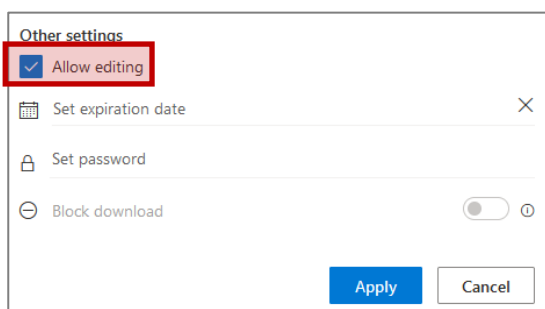 Other settings
Allow editing
Set expiration date
Set password
Block download
Apply Cancel